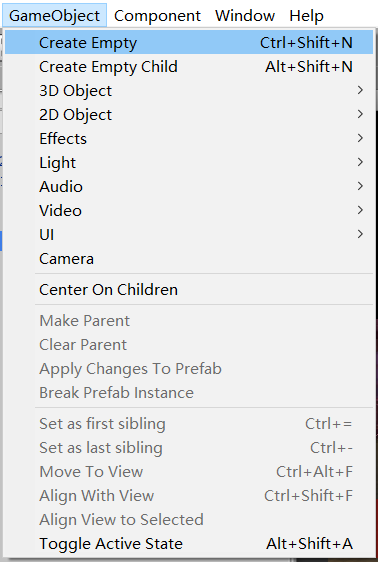 GameObject Component Window Help
Create Empty Ctrl+Shift+N
Create Empty Child Alt+Shift+N
3D Object
2D Object
Effects
Light
Audio
Video
UI
Camera
Center On Children
Make Parent
Clear Parent
Apply Changes To Prefab
Break Prefab Instance
Set as first sibling Ctrl+=
Set as last sibling Ctrl+-
Move To View Ctrl+Alt+F
Align With View Ctrl+Shift+F
Align View to Selected
Toggle Active State Alt+Shift+A